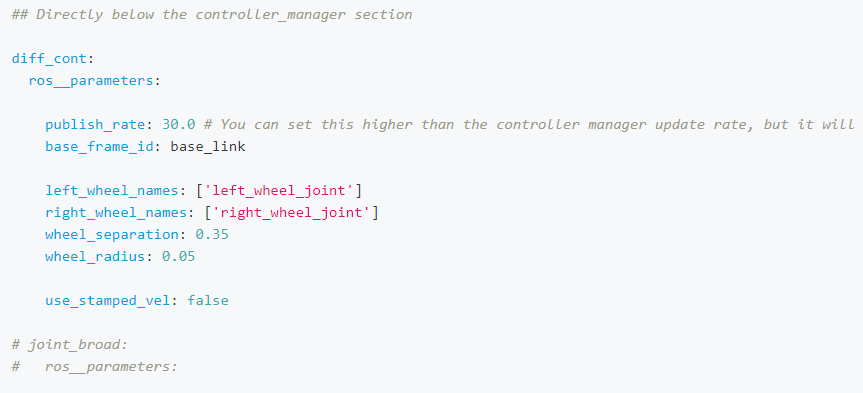 ## Directly below the controller_manager section
diff_cont:
ros__parameters:
publish_rate: 30.0 # You can set this higher than the controller manager update rate, but it will
base_frame_id: base_link
left_wheel_names: ['left_wheel_joint']
right_wheel_names: ['right_wheel_joint']
wheel_separation: 0.35
wheel_radius: 0.05
use_stamped_vel: false
# joint_broad:
#   ros__parameters: